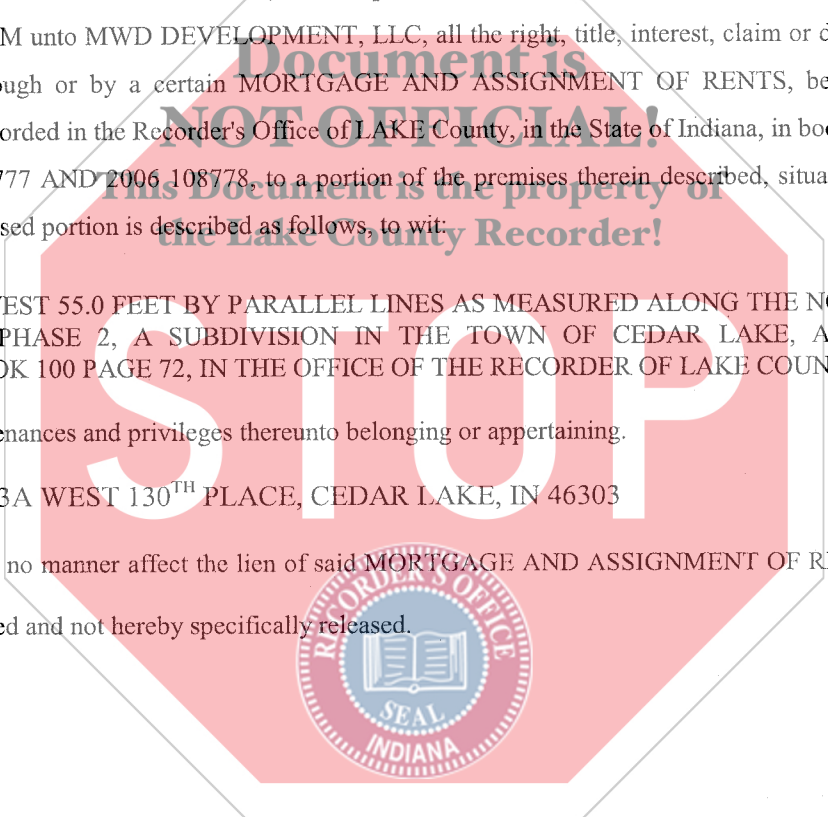 M unto MWD DEVELOPMENT, LLC, all the right, title, interest, claim or
Document is
ough or by a certain MORTGAGE AND ASSIGNMENT OF RENTS, be
NOT OFFICIAL!
orded in the Recorder's Office of LAKE County, in the State of Indiana, in boo
777 AND 2006 108778, to a portion of the premises therein described, situa
This Document is the property of
sed portion is described as follows, to wit:
the Lake County Recorder!
EST 55.0 FEET BY PARALLEL LINES AS MEASURED ALONG THE NO
PHASE 2, A SUBDIVISION IN THE TOWN OF CEDAR LAKE, A
OK 100 PAGE 72, IN THE OFFICE OF THE RECORDER OF LAKE COUN
STOP
enances and privileges thereunto belonging or appertaining.
3A WEST 130TH PLACE, CEDAR LAKE, IN 46303
no manner affect the lien of said MORTGAGE AND ASSIGNMENT OF R
ed and not hereby specifically released.
RECORDER'S OFFICE
SEAL
INDIANA